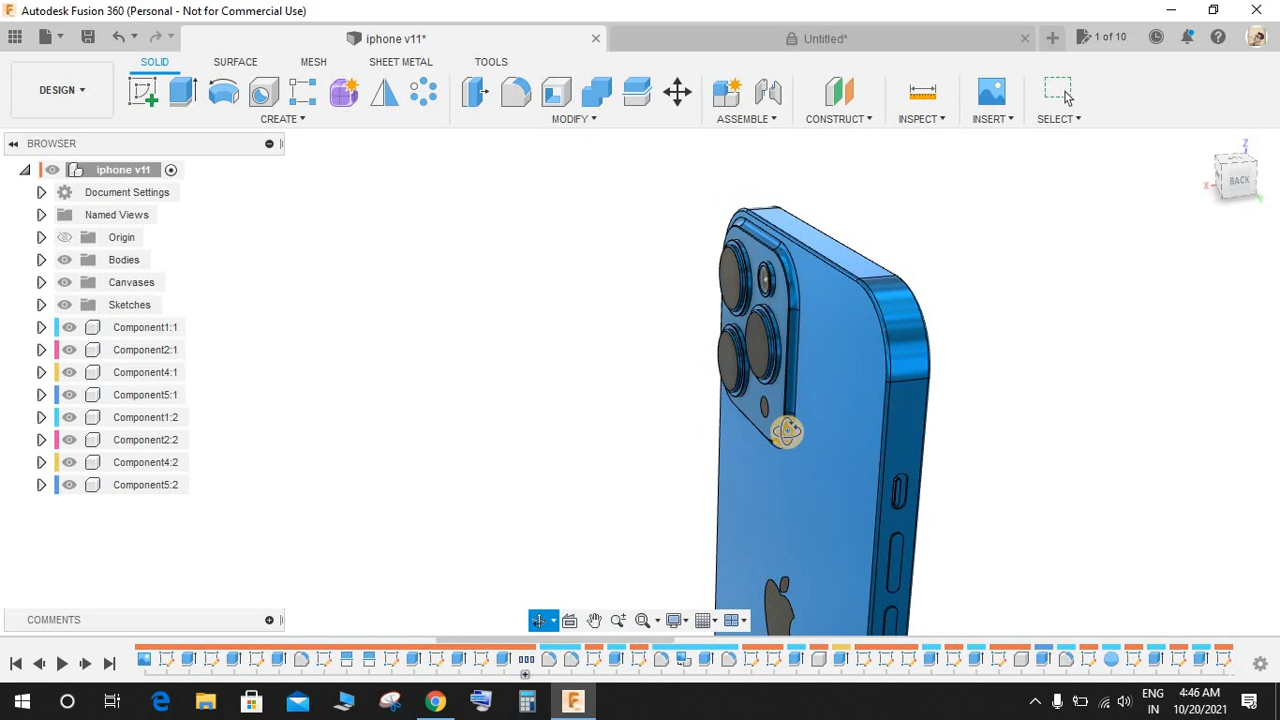 Autodesk Fusion 360 (Personal - Not for Commercial Use)
iphone v11*
Untitled*
1 of 10
SOLID
SURFACE
MESH
SHEET METAL
TOOLS
DESIGN
CREATE
MODIFY
ASSEMBLE
CONSTRUCT
INSPECT
INSERT
SELECT
BROWSER
iphone v11
Document Settings
Named Views
Origin
Bodies
Canvases
Sketches
Component1:1
Component2:1
Component4:1
Component5:1
Component1:2
Component2:2
Component4:2
Component5:2
Z
X
BACK
Y
COMMENTS
ENG
IN
4:46 AM
10/20/2021